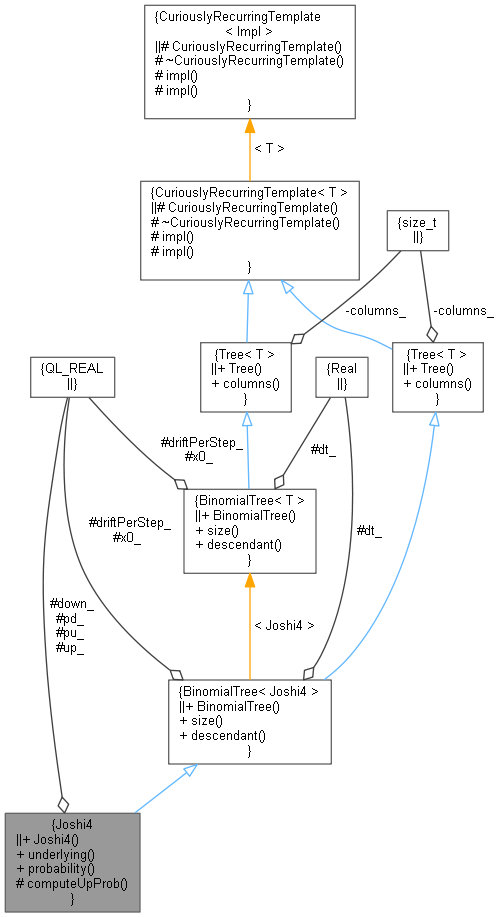 {CuriouslyRecurringTemplate
< Impl >
||# CuriouslyRecurringTemplate()
# ~CuriouslyRecurringTemplate()
# impl()
# impl()
}
< T >
{CuriouslyRecurringTemplate< T >
||# CuriouslyRecurringTemplate()
# ~CuriouslyRecurringTemplate()
# impl()
# impl()
}
{size_t
||}
-columns_
-columns_
{QL_REAL
||}
{Tree< T >
||+ Tree()
+ columns()
}
{Real
||}
{Tree< T >
||+ Tree()
+ columns()
}
#driftPerStep_
#x0_
#dt_
{BinomialTree< T >
||+ BinomialTree()
+ size()
+ descendant()
}
#driftPerStep_
#x0_
#dt_
#down_
#pd_
#pu_
#up_
< Joshi4 >
{BinomialTree< Joshi4 >
||+ BinomialTree()
+ size()
+ descendant()
}
{Joshi4
||+ Joshi4()
+ underlying()
+ probability()
# computeUpProb()
}